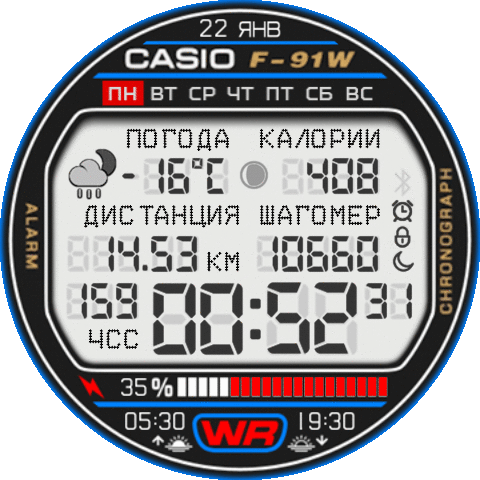 22 ЯНВ
CASIO F-91W
ПН ВТ СР ЧТ ПТ СБ ВС
ПОГОДА КАЛОРИИ
-16°C 408
ДИСТАНЦИЯ ШАГОМЕР
14.53 КМ 10660
159 00:52 31
ЧСС
ALARM
CHRONOGRAPH
35%
05:30 WR 19:30